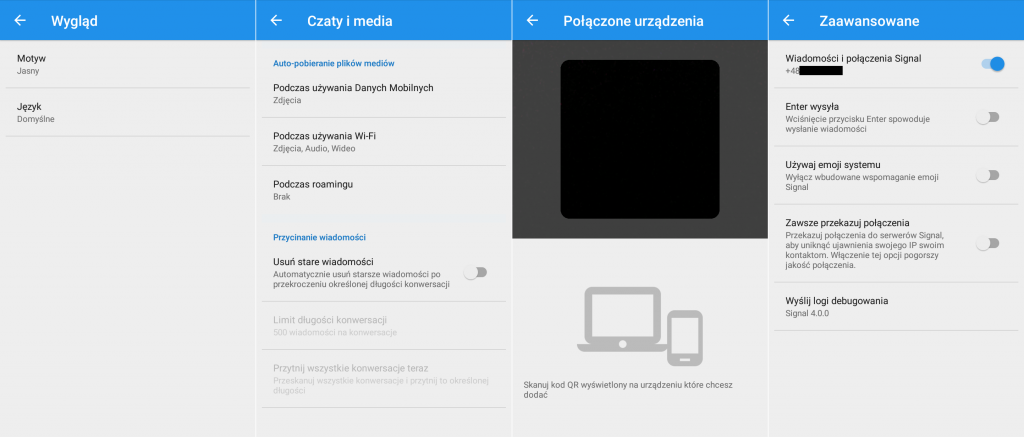 Wygląd
Motyw
Jasny
Język
Domyślne
Czaty i media
Auto-pobieranie plików mediów
Podczas używania Danych Mobilnych
Zdjęcia
Podczas używania Wi-Fi
Zdjęcia, Audio, Wideo
Podczas roamingu
Brak
Przycinanie wiadomości
Usuń stare wiadomości
Automatycznie usuń starsze wiadomości po
przekroczeniu określonej długości konwersacji
Limit długości konwersacji
500 wiadomości na konwersacje
Przytnij wszystkie konwersacje teraz
Przeskanuj wszystkie konwersacje i przytnij to określonej
długości
Połączone urządzenia
Skanuj kod QR wyświetlony na urządzeniu które chcesz
dodać
Zaawansowane
Wiadomości i połączenia Signal
+48
Enter wysyła
Wciśnięcie przycisku Enter spowoduje
wysłanie wiadomości
Używaj emoji systemu
Wyłącz wbudowane wspomaganie emoji
Signal
Zawsze przekazuj połączenia
Przekazuj połączenia do serwerów Signal,
aby uniknąć ujawnienia swojego IP swoim
kontaktom. Włączenie tej opcji pogorszy
jakość połączenia.
Wyślij logi debugowania
Signal 4.0.0